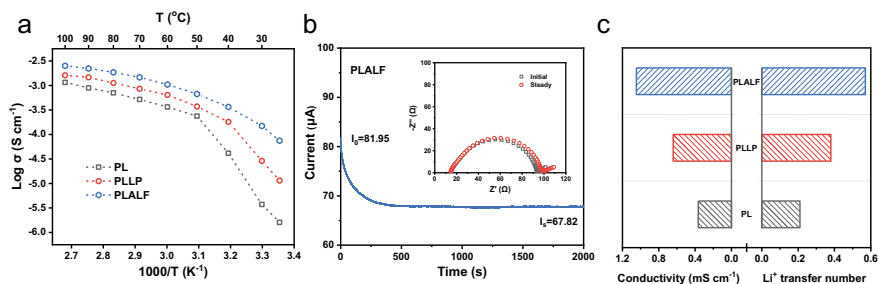 a
T (°C)
100 90 80 70 60 50 40 30
-2.5
-3.0
-3.5
-4.0
-4.5
-5.0
-5.5
-6.0
Log σ (S cm⁻¹)
PL
PLLP
PLALF
2.7 2.8 2.9 3.0 3.1 3.2 3.3 3.4
1000/T (K⁻¹)
b
100
90
80
70
60
Current (μA)
PLALF
I₀=81.95
Iₛ=67.82
0 500 1000 1500 2000
Time (s)
Initial
Steady
100
80
60
40
20
0
-Z'' (Ω)
0 20 40 60 80 100 120
Z' (Ω)
c
PLALF
PLLP
PL
1.2 0.8 0.4 0.0 0.0 0.2 0.4 0.6
Conductivity (mS cm⁻¹) Li⁺ transfer number